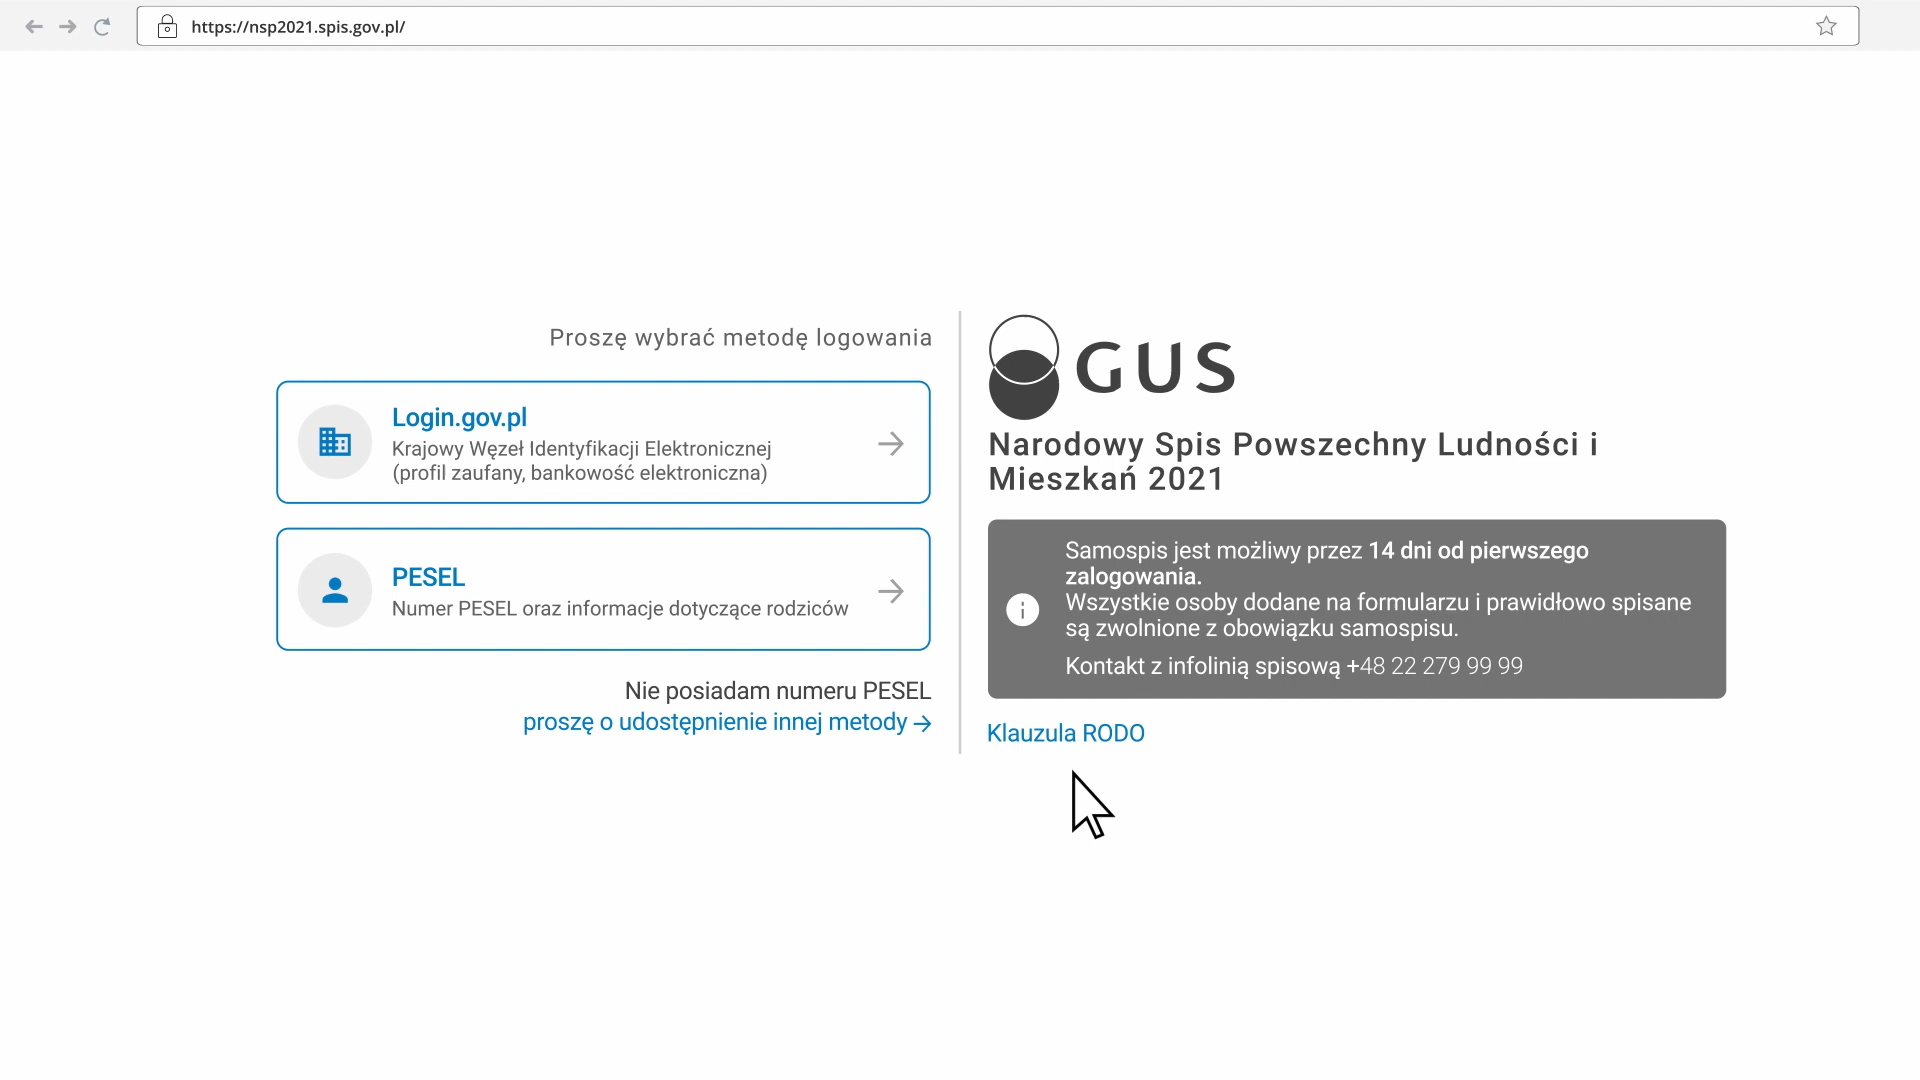 https://nsp2021.spis.gov.pl/
Proszę wybrać metodę logowania
Login.gov.pl
Krajowy Węzeł Identyfikacji Elektronicznej
(profil zaufany, bankowość elektroniczna)
PESEL
Numer PESEL oraz informacje dotyczące rodziców
Nie posiadam numeru PESEL
proszę o udostępnienie innej metody →
GUS
Narodowy Spis Powszechny Ludności i
Mieszkań 2021
Samospis jest możliwy przez 14 dni od pierwszego
zalogowania.
Wszystkie osoby dodane na formularzu i prawidłowo spisane
są zwolnione z obowiązku samospisu.
Kontakt z infolinią spisową +48 22 279 99 99
Klauzula RODO